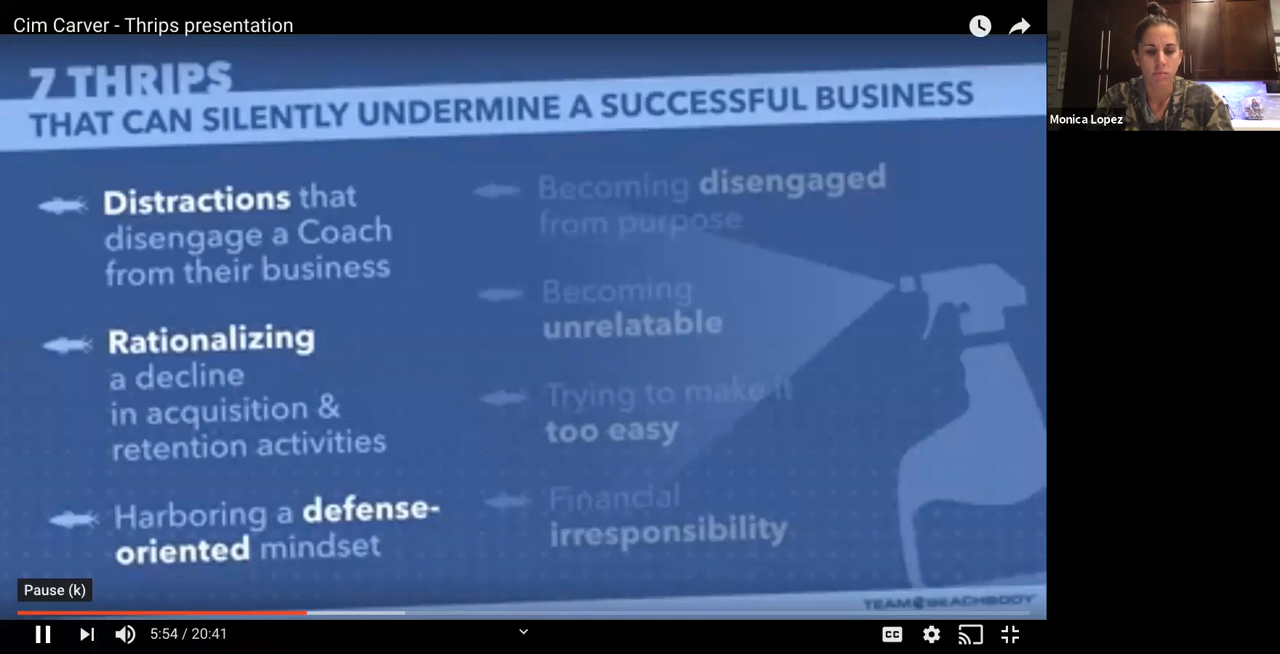 Cim Carver - Thrips presentation
7 THRIPS
THAT CAN SILENTLY UNDERMINE A SUCCESSFUL BUSINESS
Distractions that
disengage a Coach
from their business
Rationalizing
a decline
in acquisition &
retention activities
Harboring a defense-
oriented mindset
Becoming disengaged
from purpose
Becoming
unrelatable
Trying to make it
too easy
Financial
irresponsibility
TEAM BEACHBODY
Pause (k)
5:54 / 20:41
CC
Monica Lopez